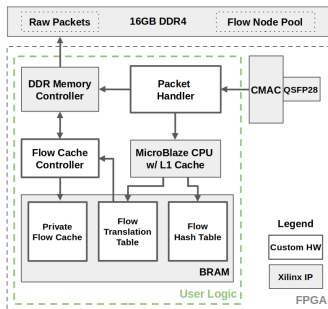 Raw Packets 16GB DDR4 Flow Node Pool
DDR Memory
Controller
Packet
Handler
CMAC
QSFP28
Flow Cache
Controller
MicroBlaze CPU
w/ L1 Cache
Private
Flow Cache
Flow
Translation
Table
Flow
Hash Table
BRAM
User Logic
Legend
Custom HW
Xilinx IP
FPGA